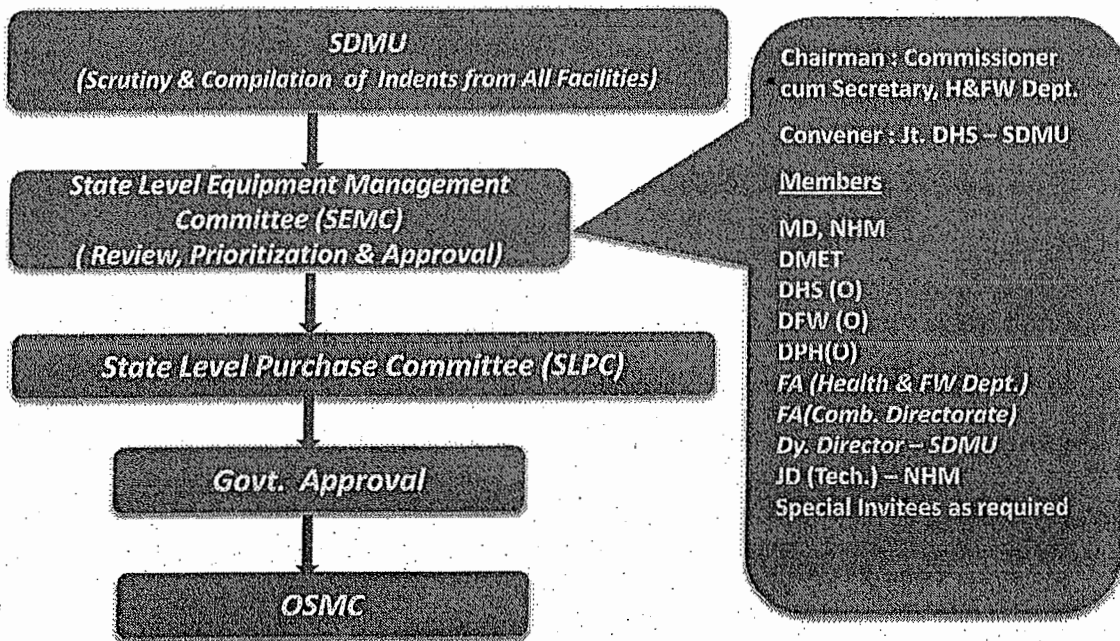 SDMU
(Scrutiny & Compilation of Indents from All Facilities)
State Level Equipment Management
Committee (SEMC)
( Review, Prioritization & Approval)
State Level Purchase Committee (SLPC)
Govt. Approval
OSMC
Chairman : Commissioner
cum Secretary, H&FW Dept.
Convener : Jt. DHS – SDMU
Members
MD, NHM
DMET
DHS (O)
DFW (O)
DPH(O)
FA (Health & FW Dept.)
FA(Comb. Directorate)
Dy. Director – SDMU
JD (Tech.) – NHM
Special Invitees as required